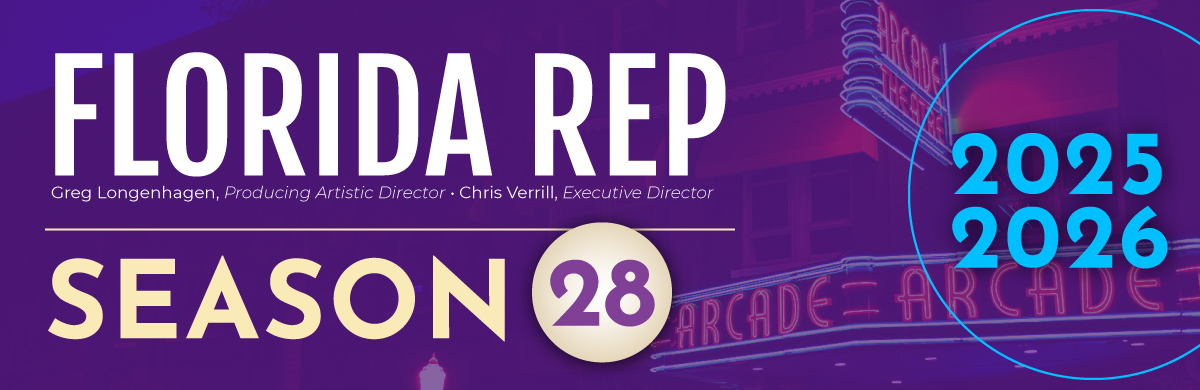 FLORIDA REP
Greg Longenhagen, Producing Artistic Director • Chris Verrill, Executive Director
SEASON 28
2025
2026
ARCADE
THEATRE
ARCADE
ARCADE